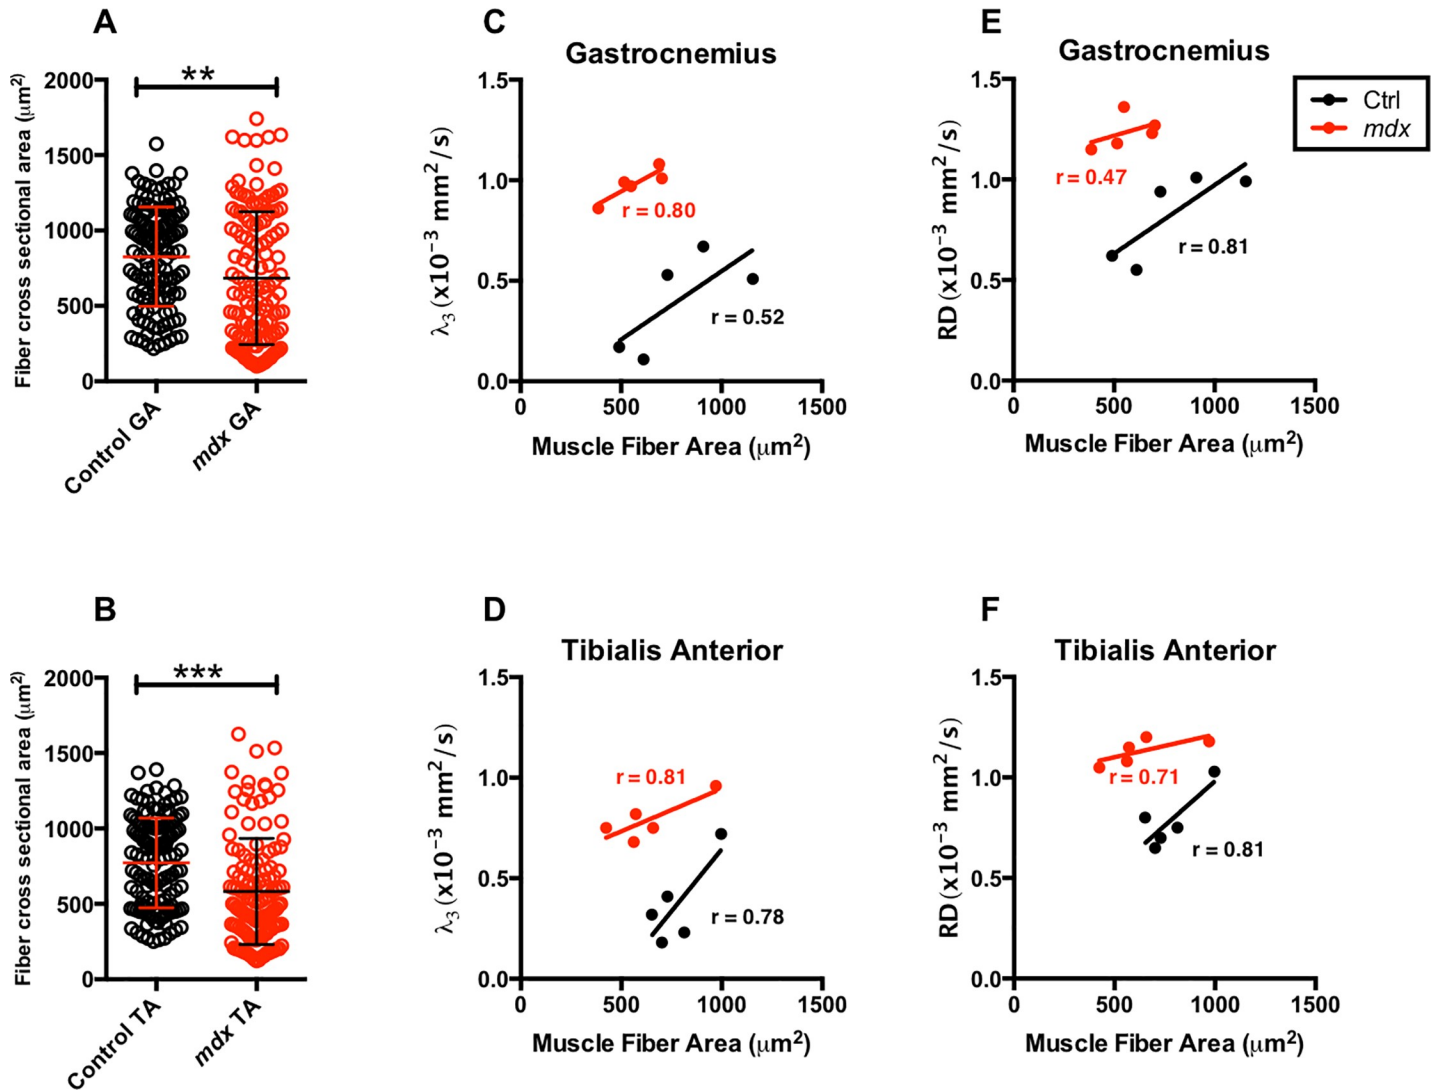 A
**
Fiber cross sectional area (μm²)
2000
1500
1000
500
0
Control GA
mdx GA
C
Gastrocnemius
λ₃ (x10⁻³ mm²/s)
1.5
1.0
0.5
0.0
r = 0.80
r = 0.52
0 500 1000 1500
Muscle Fiber Area (μm²)
E
Gastrocnemius
RD (x10⁻³ mm²/s)
1.5
1.0
0.5
0.0
r = 0.47
r = 0.81
0 500 1000 1500
Muscle Fiber Area (μm²)
Ctrl
mdx
B
***
Fiber cross sectional area (μm²)
2000
1500
1000
500
0
Control TA
mdx TA
D
Tibialis Anterior
λ₃ (x10⁻³ mm²/s)
1.5
1.0
0.5
0.0
r = 0.81
r = 0.78
0 500 1000 1500
Muscle Fiber Area (μm²)
F
Tibialis Anterior
RD (x10⁻³ mm²/s)
1.5
1.0
0.5
0.0
r = 0.71
r = 0.81
0 500 1000 1500
Muscle Fiber Area (μm²)